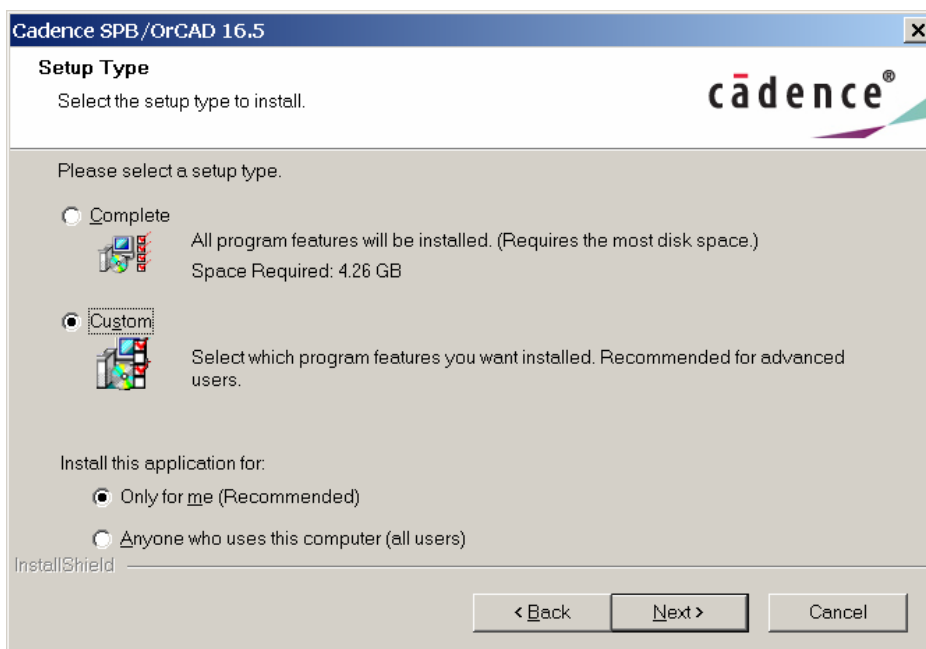 Cadence SPB/OrCAD 16.5
Setup Type
Select the setup type to install.
cādence®
Please select a setup type.
Complete
All program features will be installed. (Requires the most disk space.)
Space Required: 4.26 GB
Custom
Select which program features you want installed. Recommended for advanced
users.
Install this application for:
Only for me (Recommended)
Anyone who uses this computer (all users)
InstallShield
< Back Next > Cancel